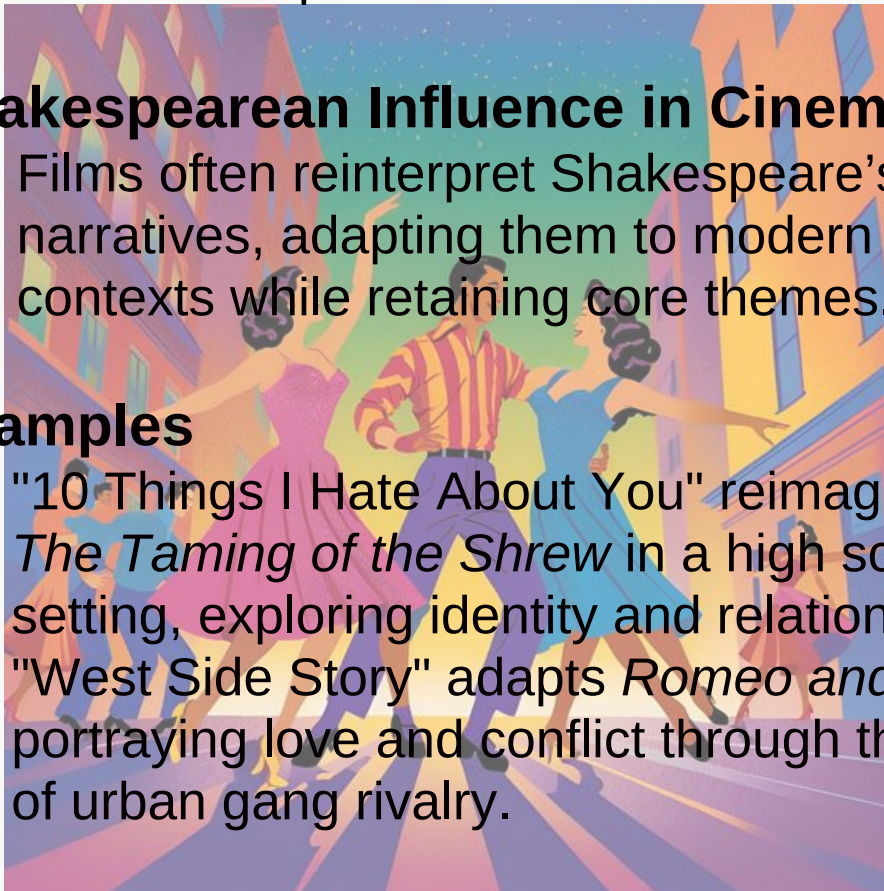 akespearean Influence in Cinem
Films often reinterpret Shakespeare’s
narratives, adapting them to modern
contexts while retaining core themes.
amples
"10 Things I Hate About You" reimag
The Taming of the Shrew in a high sc
setting, exploring identity and relation
"West Side Story" adapts Romeo and
portraying love and conflict through th
of urban gang rivalry.